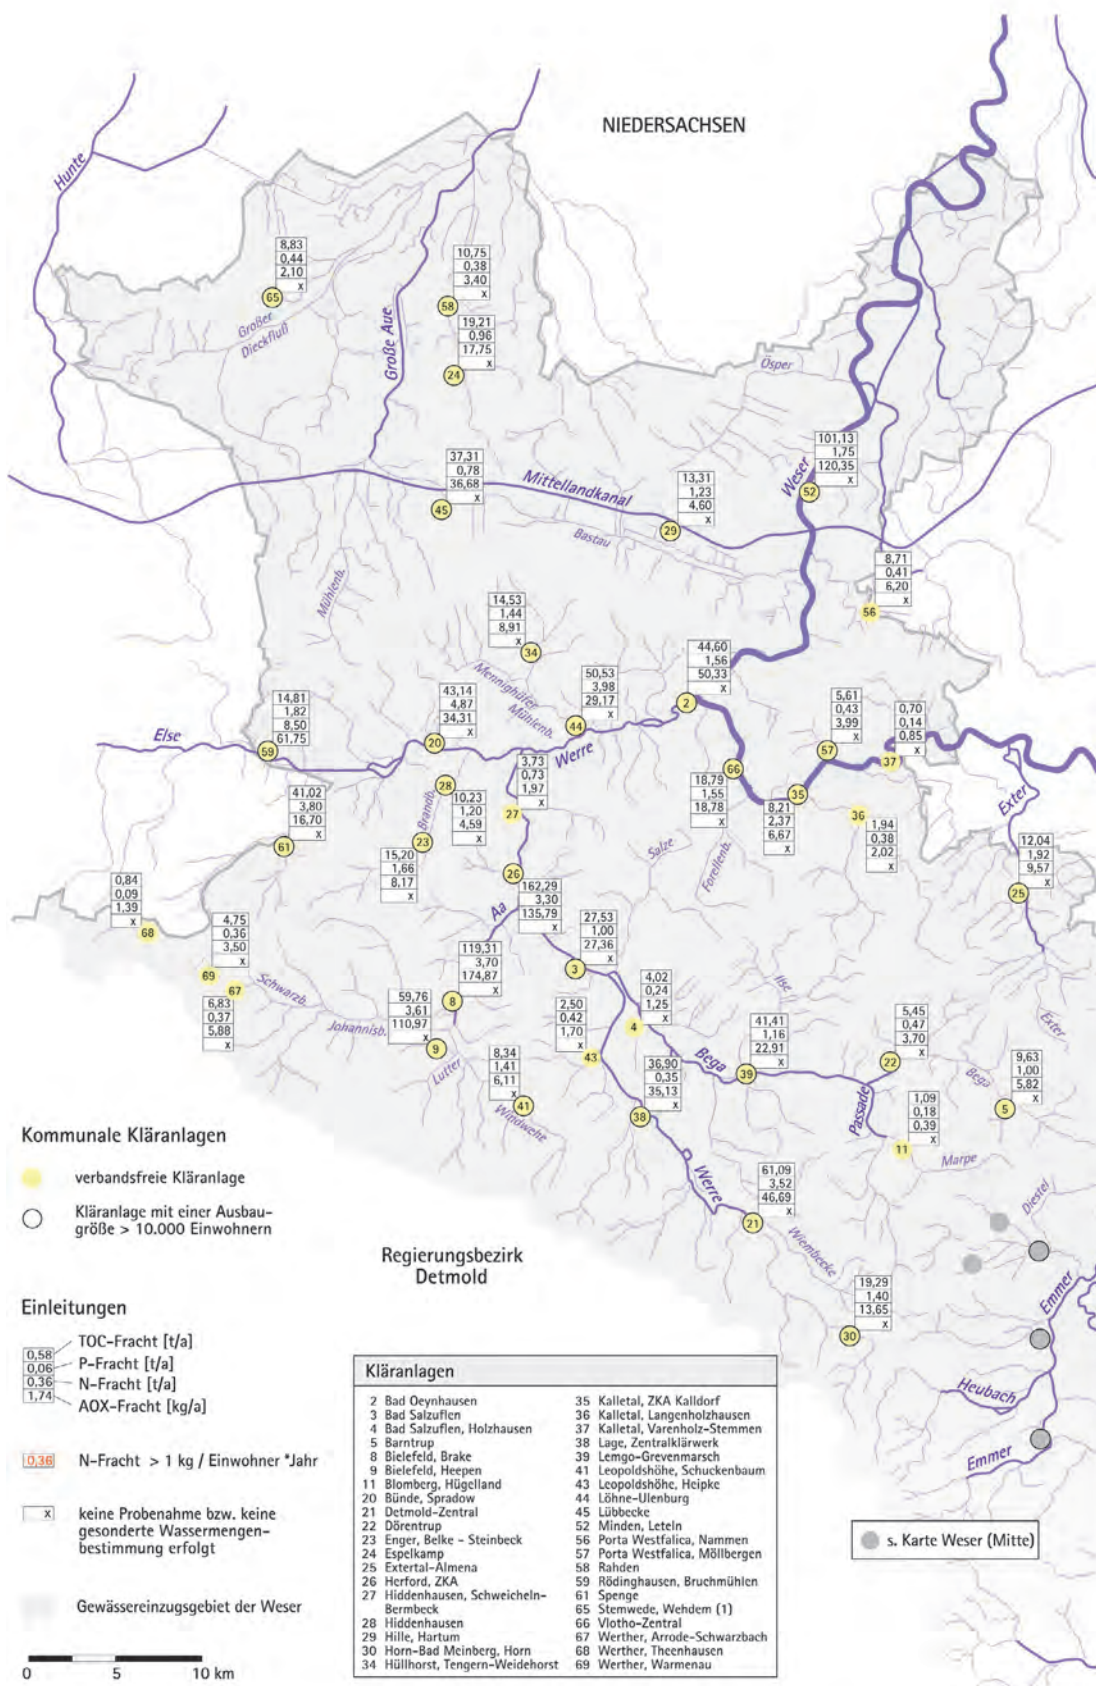 NIEDERSACHSEN
Hunte
8,83
0,44
2,10
x
65
Großer
Dieckfluß
Große Aue
10,75
0,38
3,40
x
58
19,21
0,96
17,75
x
24
Ösper
37,31
0,78
36,68
x
45
Mittellandkanal
13,31
1,23
4,60
x
29
Bastau
Weser
101,13
1,75
120,35
x
52
8,71
0,41
6,20
x
56
Mühlenb.
14,53
1,44
8,91
x
34
Mennighüfer
Mühlenb.
44,60
1,56
50,33
x
2
50,53
3,98
29,17
x
44
43,14
4,87
34,31
x
20
14,81
1,82
8,50
61,75
59
Else
Werre
5,61
0,43
3,99
x
57
0,70
0,14
0,85
x
37
3,73
0,73
1,97
x
27
28
10,23
1,20
4,59
x
Brandb.
66
18,79
1,55
18,78
x
35
8,21
2,37
6,67
x
36
1,94
0,38
2,02
x
Exter
41,02
3,80
16,70
x
61
23
15,20
1,66
8,17
x
Salze
Forellenb.
12,04
1,92
9,57
x
25
26
162,29
3,30
135,79
x
Aa
0,84
0,09
1,39
x
68
4,75
0,36
3,50
x
69
67
6,83
0,37
5,88
x
Schwarzb.
Johannisb.
119,31
3,70
174,87
x
8
27,53
1,00
27,36
x
3
59,76
3,61
110,97
x
9
Lutter
4,02
0,24
1,25
x
4
Ilse
Exter
2,50
0,42
1,70
x
43
41,41
1,16
22,91
x
39
Bega
5,45
0,47
3,70
x
22
Bega
9,63
1,00
5,82
x
5
8,34
1,41
6,11
x
41
Windwehe
36,90
0,35
35,13
x
38
Passade
1,09
0,18
0,39
x
11
Marpe
Werre
61,09
3,52
46,69
x
21
Wiembecke
Diestel
19,29
1,40
13,65
x
30
Emmer
Heubach
Emmer
Regierungsbezirk
Detmold
Kommunale Kläranlagen
verbandsfreie Kläranlage
Kläranlage mit einer Ausbau-
größe > 10.000 Einwohnern
Einleitungen
0,58 TOC-Fracht [t/a]
0,06 P-Fracht [t/a]
0,36 N-Fracht [t/a]
1,74 AOX-Fracht [kg/a]
0,36 N-Fracht > 1 kg / Einwohner *Jahr
x keine Probenahme bzw. keine
gesonderte Wassermengen-
bestimmung erfolgt
Gewässereinzugsgebiet der Weser
0 5 10 km
Kläranlagen
2 Bad Oeynhausen
3 Bad Salzuflen
4 Bad Salzuflen, Holzhausen
5 Barntrup
8 Bielefeld, Brake
9 Bielefeld, Heepen
11 Blomberg, Hügelland
20 Bünde, Spradow
21 Detmold-Zentral
22 Dörentrup
23 Enger, Belke - Steinbeck
24 Espelkamp
25 Extertal-Almena
26 Herford, ZKA
27 Hiddenhausen, Schweicheln-
Bermbeck
28 Hiddenhausen
29 Hille, Hartum
30 Horn-Bad Meinberg, Horn
34 Hüllhorst, Tengern-Weidehorst
35 Kalletal, ZKA Kalldorf
36 Kalletal, Langenholzhausen
37 Kalletal, Varenholz-Stemmen
38 Lage, Zentralklärwerk
39 Lemgo-Grevenmarsch
41 Leopoldshöhe, Schuckenbaum
43 Leopoldshöhe, Heipke
44 Löhne-Ulenburg
45 Lübbecke
52 Minden, Leteln
56 Porta Westfalica, Nammen
57 Porta Westfalica, Möllbergen
58 Rahden
59 Rödinghausen, Bruchmühlen
61 Spenge
65 Stemwede, Wehdem (1)
66 Vlotho-Zentral
67 Werther, Arrode-Schwarzbach
68 Werther, Theenhausen
69 Werther, Warmenau
s. Karte Weser (Mitte)